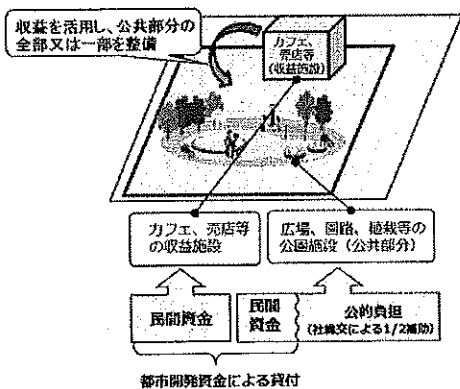 収益を活用し、公共部分の
全部又は一部を整備
カフェ、
売店等
(収益施設)
カフェ、売店等
の収益施設
広場、園路、植栽等の
公園施設（公共部分）
民間資金
民間
資金
公的負担
(社総交による1/2補助)
都市開発資金による貸付